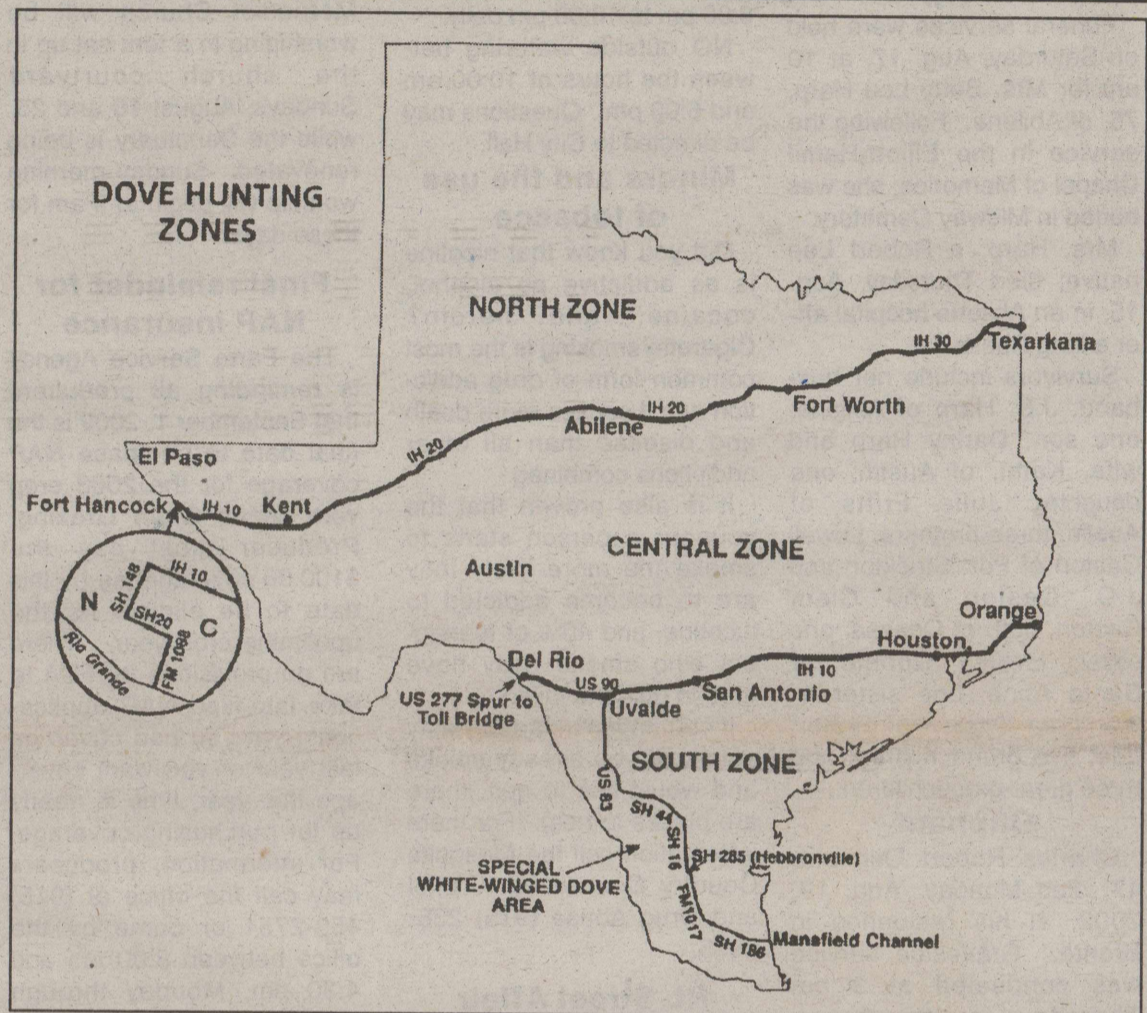 DOVE HUNTING
ZONES
NORTH ZONE
IH 30
Texarkana
Fort Worth
IH 20
Abilene
IH 20
El Paso
Fort Hancock
IH 10
Kent
CENTRAL ZONE
Austin
IH 10
SH 148
N
SH20
C
Rio Grande
FM 1088
Orange
Houston
IH 10
Del Rio
US 90
San Antonio
US 277 Spur to
Toll Bridge
Uvalde
SOUTH ZONE
US 83
SH 44
SH 16
SH 285 (Hebbronville)
SPECIAL
WHITE-WINGED DOVE
AREA
FM1017
SH 186
Manafield Channel